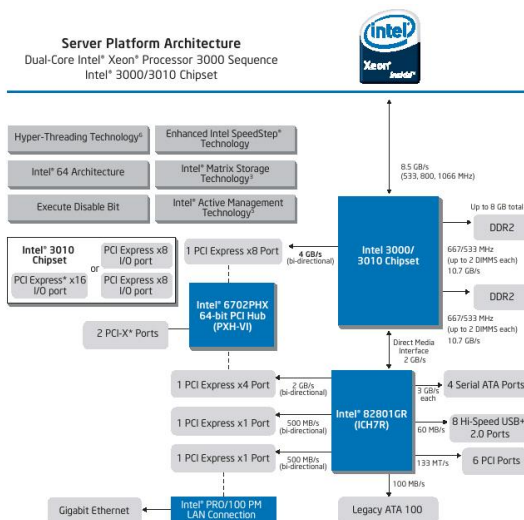 Server Platform Architecture
Dual-Core Intel® Xeon® Processor 3000 Sequence
Intel® 3000/3010 Chipset
intel
Xeon®
inside™
Hyper-Threading Technology⁶
Enhanced Intel SpeedStep®
Technology
Intel® 64 Architecture
Intel® Matrix Storage
Technology³
Execute Disable Bit
Intel® Active Management
Technology⁵
8.5 GB/s
(533, 800, 1066 MHz)
Intel® 3010
Chipset
PCI Express* x16
I/O port
or
PCI Express x8
I/O port
PCI Express x8
I/O port
1 PCI Express x8 Port
4 GB/s
(bi-directional)
Intel 3000/
3010 Chipset
Up to 8 GB total
DDR2
667/533 MHz
(up to 2 DIMMS each)
10.7 GB/s
DDR2
667/533 MHz
(up to 2 DIMMS each)
10.7 GB/s
Intel® 6702PHX
64-bit PCI Hub
(PXH-VI)
2 PCI-X* Ports
Direct Media
Interface
2 GB/s
1 PCI Express x4 Port
2 GB/s
(bi-directional)
1 PCI Express x1 Port
500 MB/s
(bi-directional)
1 PCI Express x1 Port
500 MB/s
(bi-directional)
Intel® 82801GR
(ICH7R)
3 GB/s
each
4 Serial ATA Ports
60 MB/s
8 Hi-Speed USB+
2.0 Ports
133 MT/s
6 PCI Ports
100 MB/s
Gigabit Ethernet
Intel® PRO/100 PM
LAN Connection
Legacy ATA 100